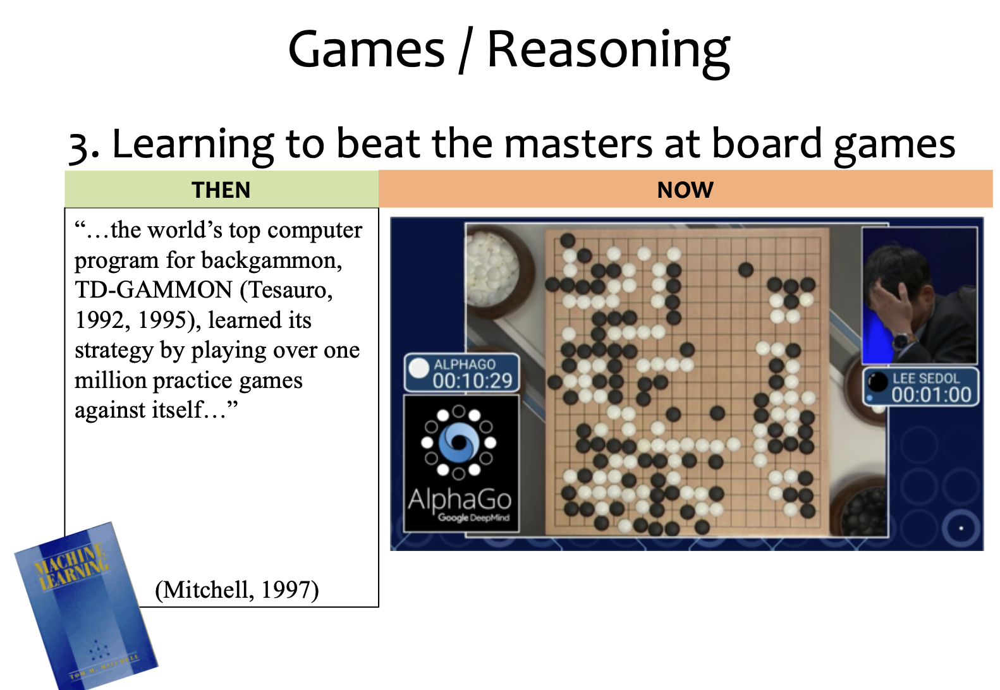 Games / Reasoning
3. Learning to beat the masters at board games
THEN
NOW
“…the world’s top computer
program for backgammon,
TD-GAMMON (Tesauro,
1992, 1995), learned its
strategy by playing over one
million practice games
against itself…”
(Mitchell, 1997)
MACHINE
LEARNING
TOM M. MITCHELL
ALPHAGO
00:10:29
AlphaGo
Google DeepMind
LEE SEDOL
00:01:00